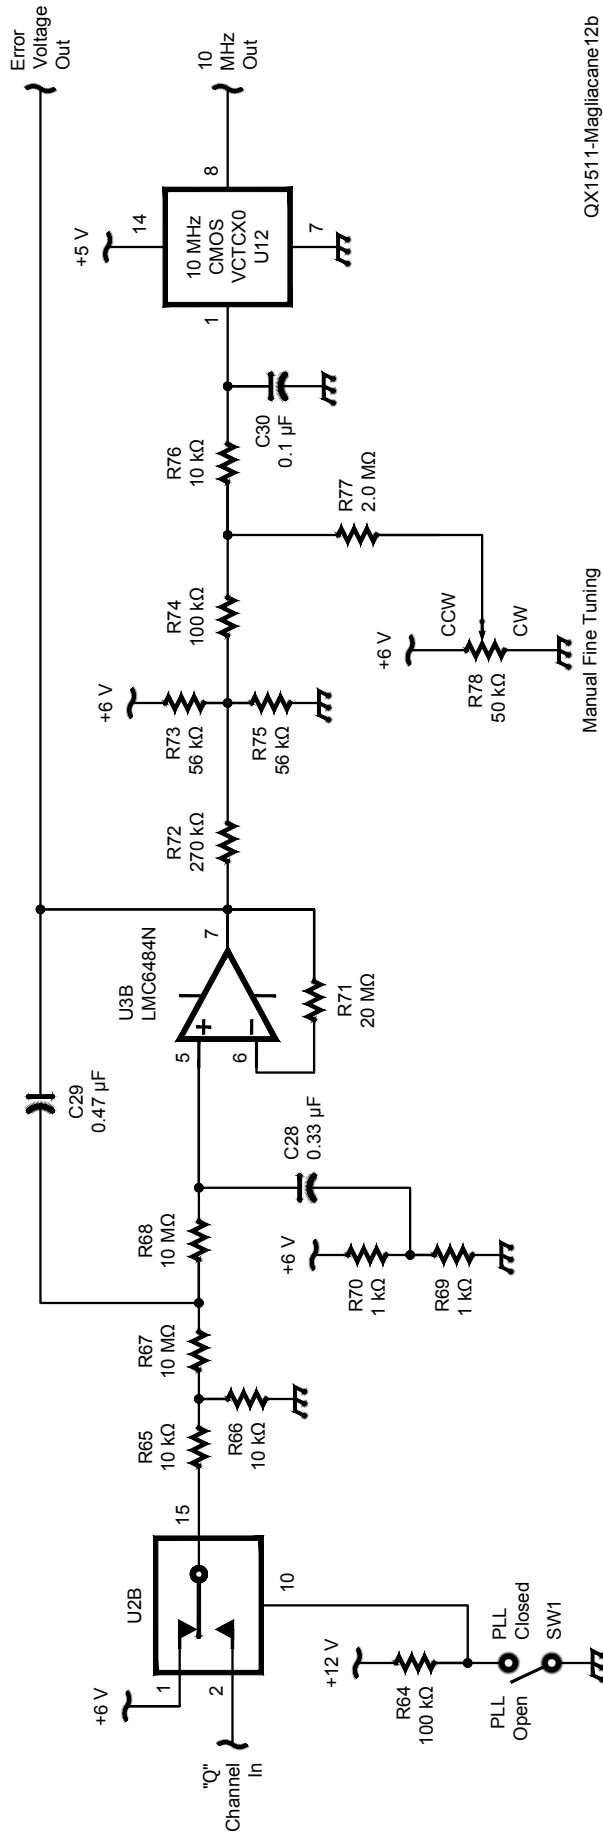 "Q"
Channel
In
+6 V
1
2
U2B
15
10
+12 V
R64
100 kΩ
PLL
Open
PLL
Closed
SW1
R65
10 kΩ
R66
10 kΩ
R67
10 MΩ
R68
10 MΩ
+6 V
R70
1 kΩ
R69
1 kΩ
C28
0.33 µF
C29
0.47 µF
5
6
+
−
U3B
LMC6484N
7
R71
20 MΩ
R72
270 kΩ
+6 V
R73
56 kΩ
R75
56 kΩ
R74
100 kΩ
R76
10 kΩ
R77
2.0 MΩ
+6 V
CCW
CW
R78
50 kΩ
Manual Fine Tuning
C30
0.1 µF
1
+5 V
14
10 MHz
CMOS
VCTCX0
U12
7
8
10
MHz
Out
Error
Voltage
Out
QX1511-Magliacane12b